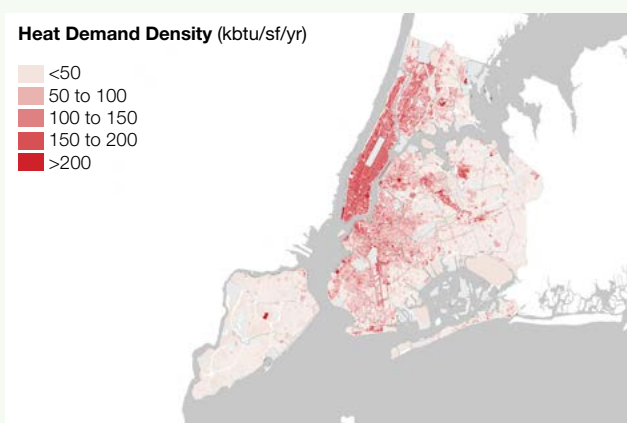 Heat Demand Density (kbtu/sf/yr)
<50
50 to 100
100 to 150
150 to 200
>200